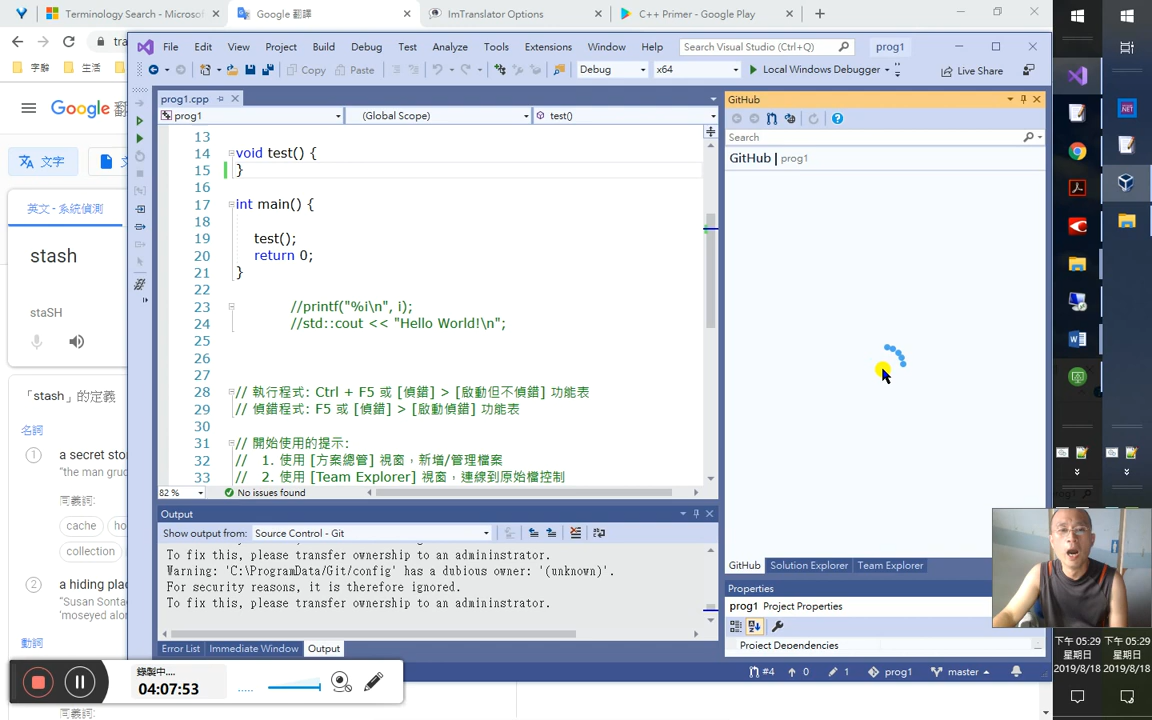 Terminology Search - Microsof
Google 翻譯
ImTranslator Options
C++ Primer - Google Play
字辭
生活
Google
文字
英文 - 系統偵測
stash
staSH
「stash」的定義
名詞
1
a secret sto
"the man gruc
同義詞:
cache
collection
2
a hiding plac
"Susan Sontag
'moseyed alon
同義詞:
動詞
File Edit View Project Build Debug Test Analyze Tools Extensions Window Help
Search Visual Studio (Ctrl+Q)
prog1
Copy
Paste
Debug
x64
Local Windows Debugger
Live Share
prog1.cpp
prog1
(Global Scope)
test()
13
14 void test() {
15 }
16
17 int main() {
18
19 test();
20 return 0;
21 }
22
23 //printf("%i\n", i);
24 //std::cout << "Hello World!\n";
25
26
27
28 // 執行程式: Ctrl + F5 或 [偵錯] > [啟動但不偵錯] 功能表
29 // 偵錯程式: F5 或 [偵錯] > [啟動偵錯] 功能表
30
31 // 開始使用的提示:
32 // 1. 使用 [方案總管] 視窗，新增/管理檔案
33 // 2. 使用 [Team Explorer] 視窗，連線到原始檔控制
82 %
No issues found
Output
Show output from: Source Control - Git
To fix this, please transfer ownership to an admininstrator.
Warning: 'C:\ProgramData/Git/config' has a dubious owner: '(unknown)'.
For security reasons, it is therefore ignored.
To fix this, please transfer ownership to an admininstrator.
Error List Immediate Window Output
GitHub
Search
GitHub | prog1
GitHub Solution Explorer Team Explorer
Properties
prog1 Project Properties
Project Dependencies
#4 0 1 prog1 master
錄製中....
04:07:53
下午 05:29
星期日
2019/8/18
下午 05:29
星期日
2019/8/18